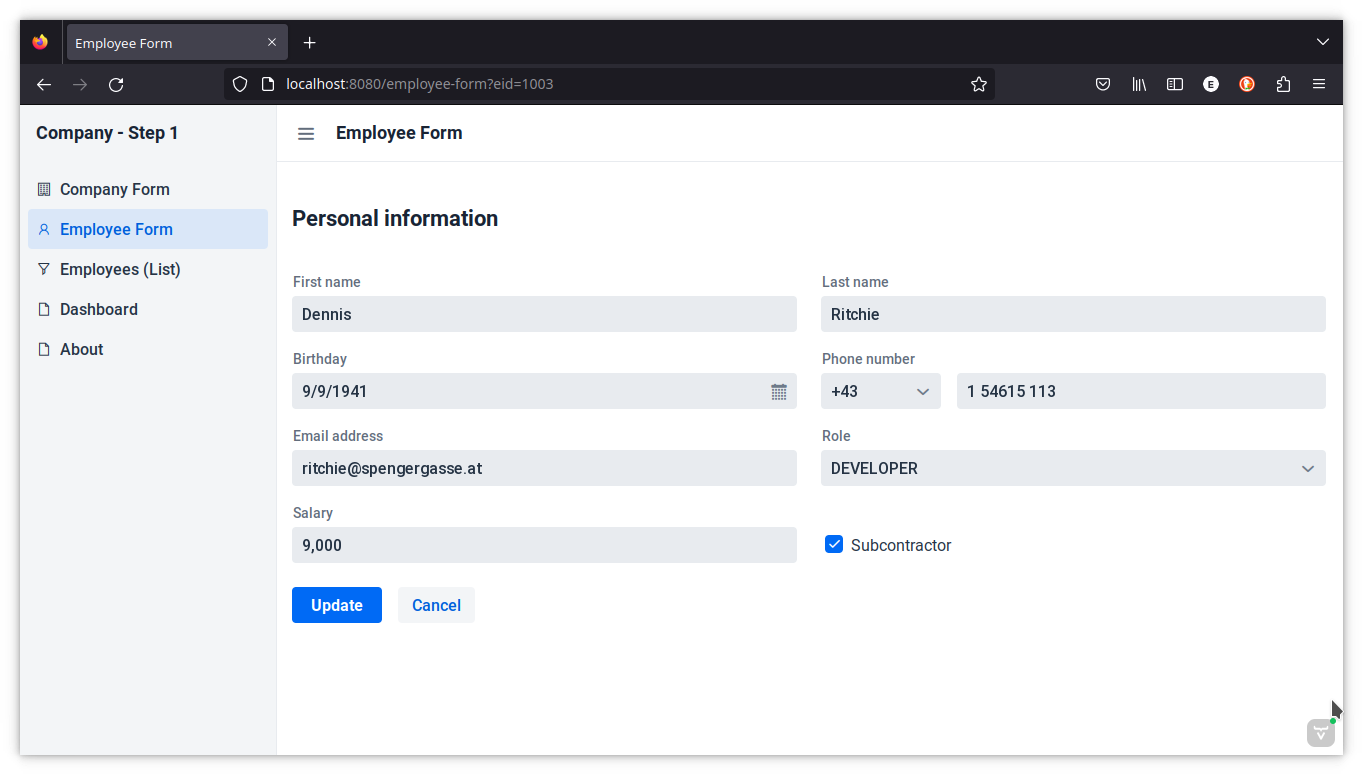 Employee Form
localhost:8080/employee-form?eid=1003
E
Company - Step 1
Employee Form
Company Form
Employee Form
Employees (List)
Dashboard
About
Personal information
First name
Last name
Dennis
Ritchie
Birthday
Phone number
9/9/1941
+43
1 54615 113
Email address
Role
ritchie@spengergasse.at
DEVELOPER
Salary
9,000
Subcontractor
Update
Cancel